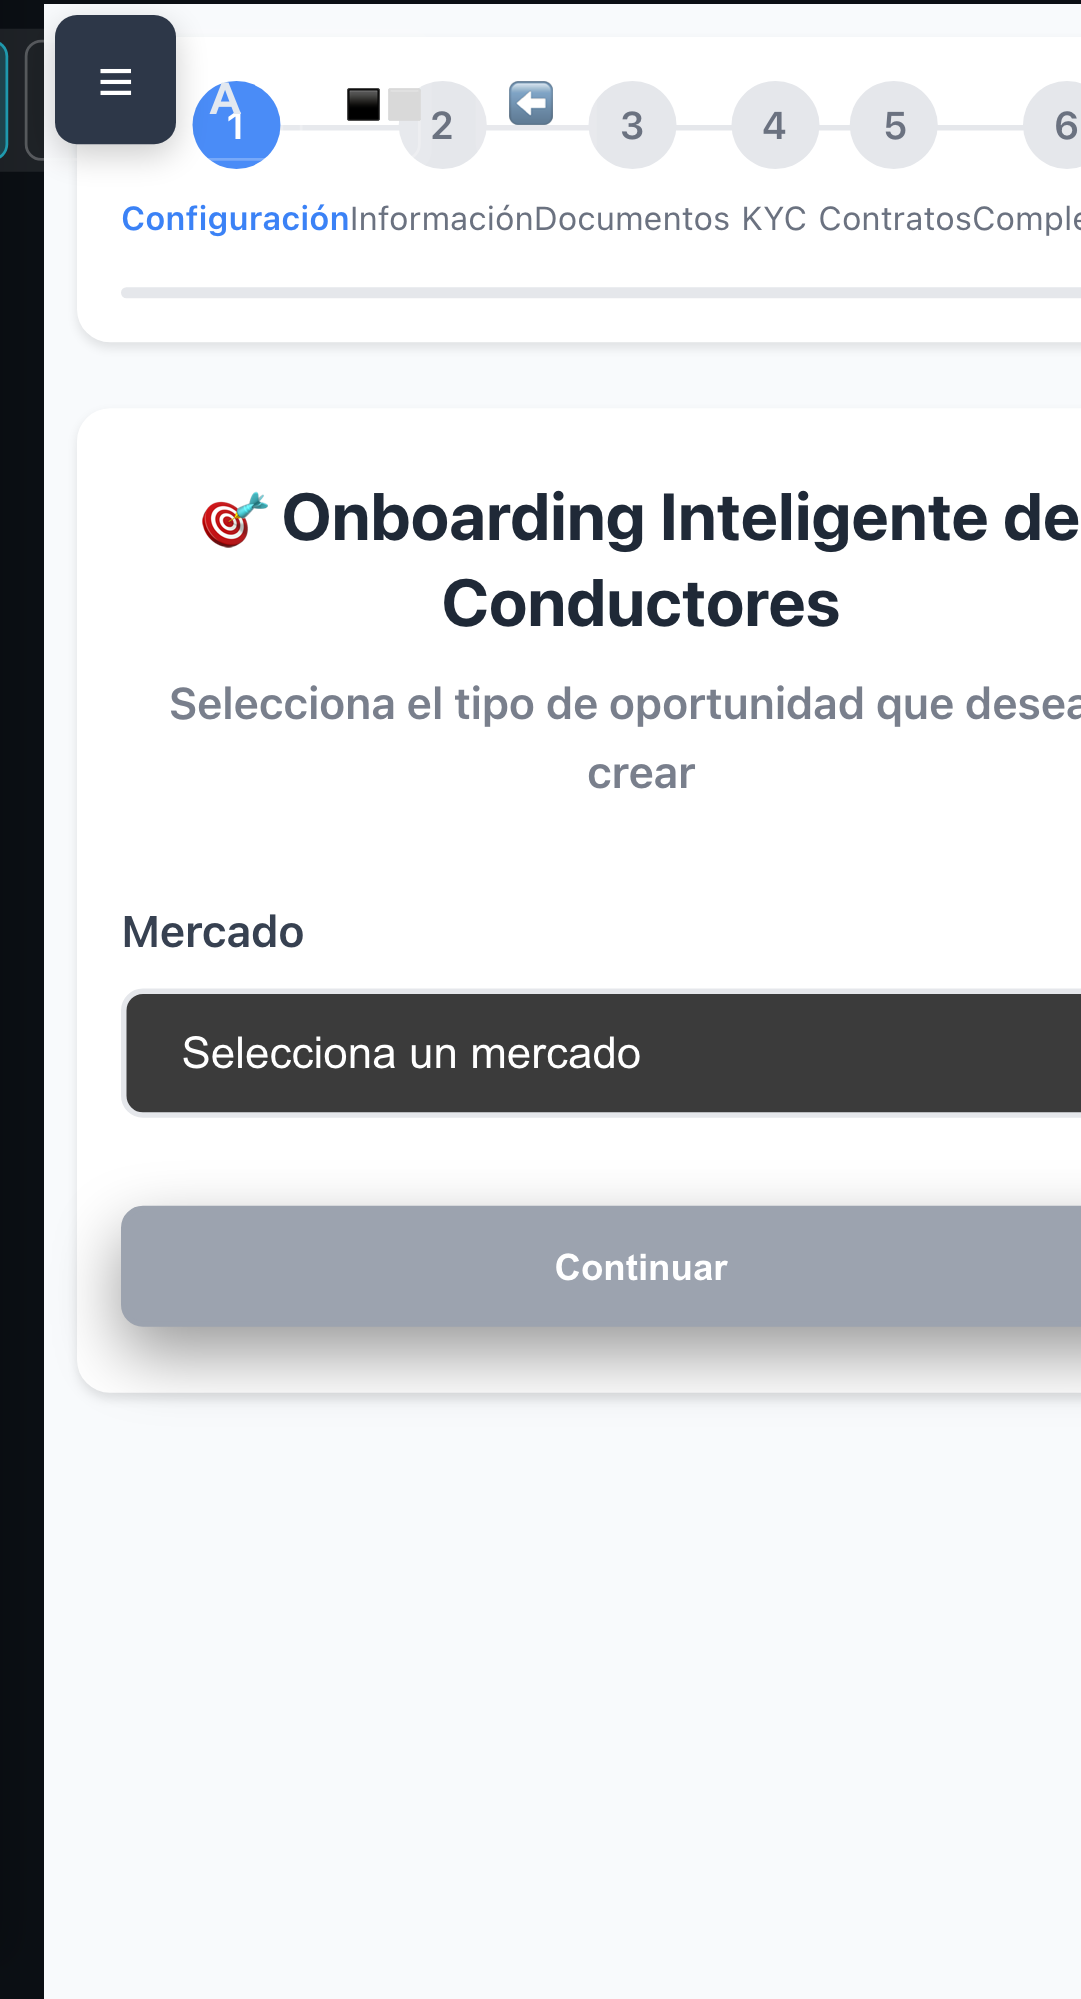 A
1 2 3 4 5 6
Configuración Información Documentos KYC Contratos Comple
Onboarding Inteligente de
Conductores
Selecciona el tipo de oportunidad que desea
crear
Mercado
Selecciona un mercado
Continuar